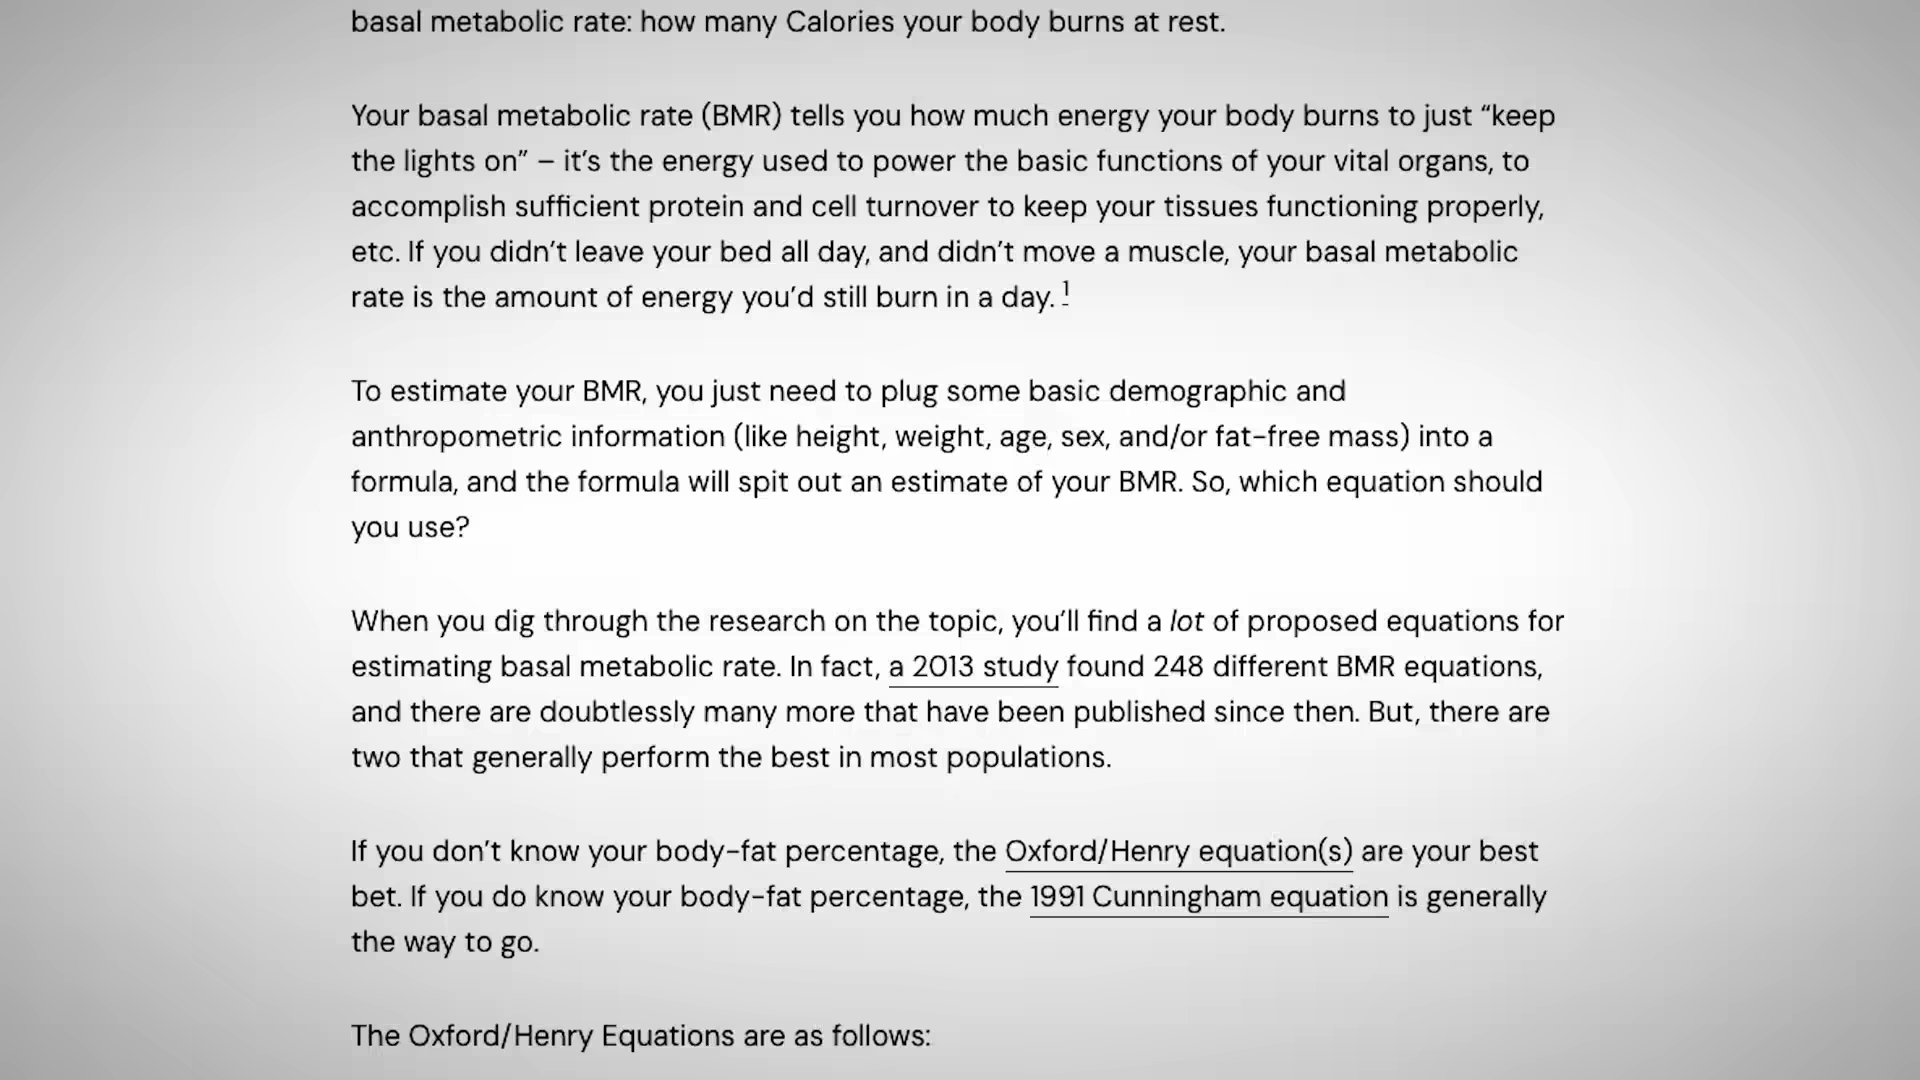 basal metabolic rate: how many Calories your body burns at rest.
Your basal metabolic rate (BMR) tells you how much energy your body burns to just “keep
the lights on” – it’s the energy used to power the basic functions of your vital organs, to
accomplish sufficient protein and cell turnover to keep your tissues functioning properly,
etc. If you didn’t leave your bed all day, and didn’t move a muscle, your basal metabolic
rate is the amount of energy you’d still burn in a day. 1
To estimate your BMR, you just need to plug some basic demographic and
anthropometric information (like height, weight, age, sex, and/or fat-free mass) into a
formula, and the formula will spit out an estimate of your BMR. So, which equation should
you use?
When you dig through the research on the topic, you’ll find a lot of proposed equations for
estimating basal metabolic rate. In fact, a 2013 study found 248 different BMR equations,
and there are doubtlessly many more that have been published since then. But, there are
two that generally perform the best in most populations.
If you don’t know your body-fat percentage, the Oxford/Henry equation(s) are your best
bet. If you do know your body-fat percentage, the 1991 Cunningham equation is generally
the way to go.
The Oxford/Henry Equations are as follows: